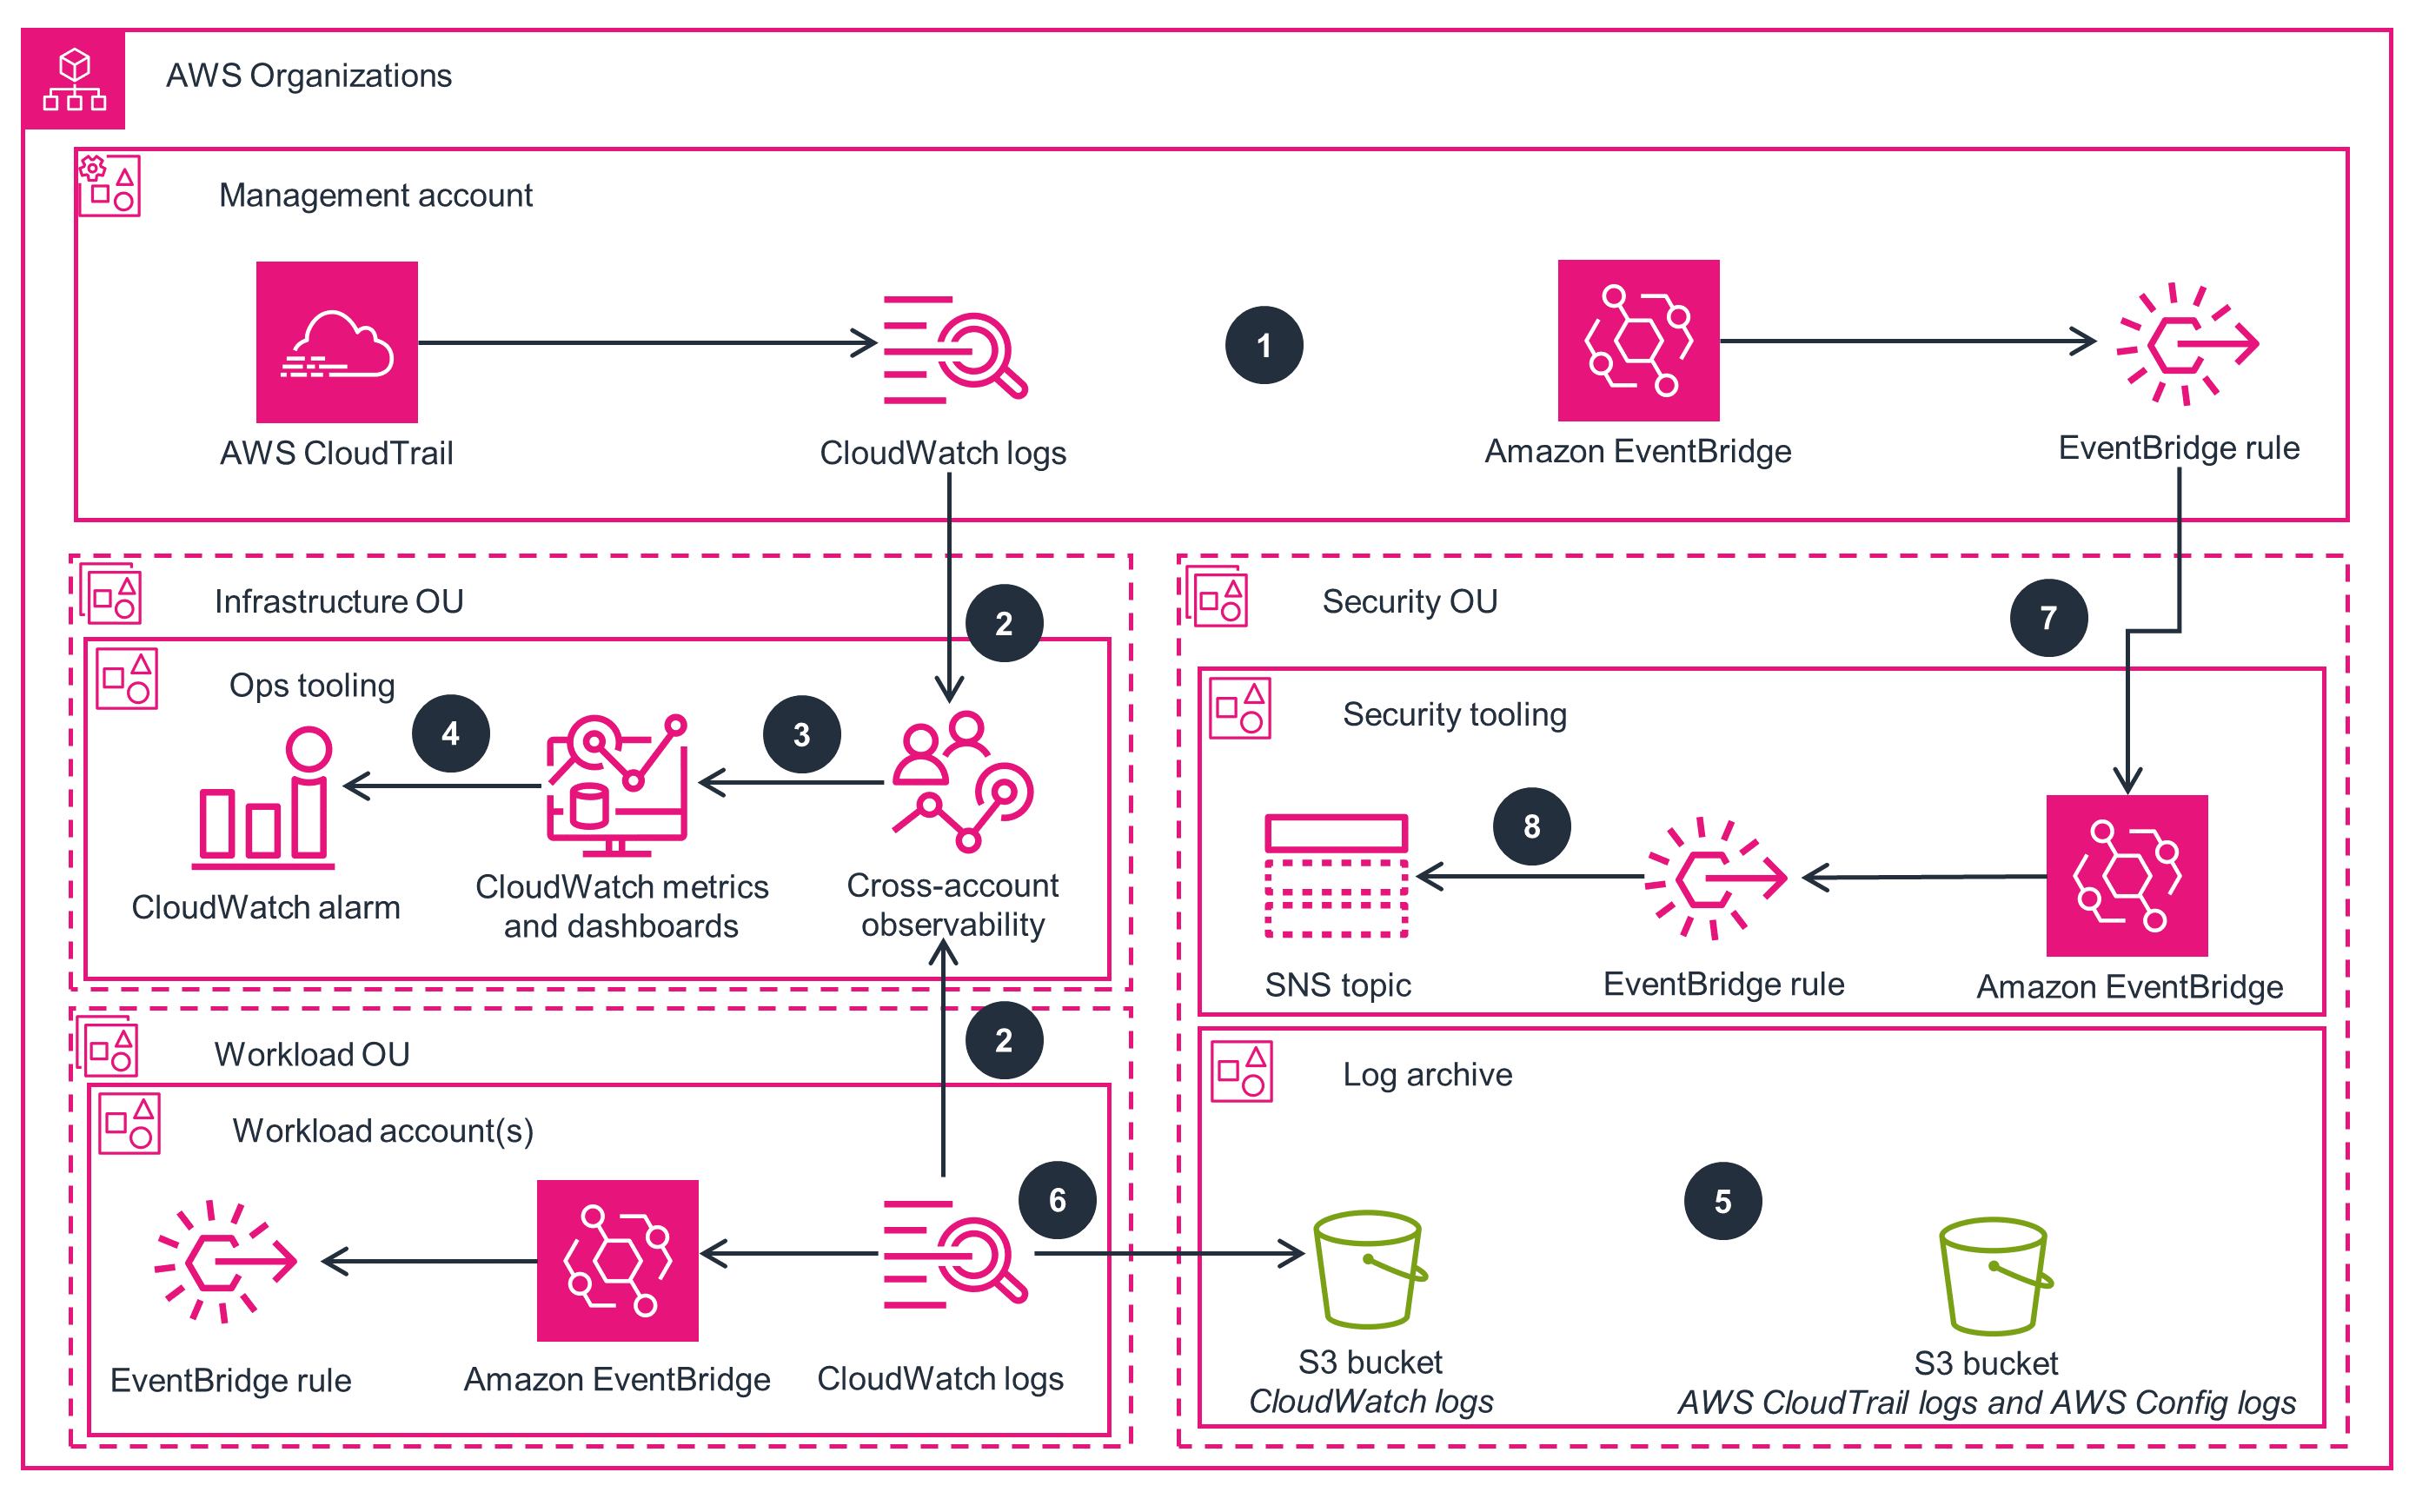 AWS Organizations
Management account
1
AWS CloudTrail
CloudWatch logs
Amazon EventBridge
EventBridge rule
Infrastructure OU
2
Ops tooling
4
3
CloudWatch alarm
CloudWatch metrics
and dashboards
Cross-account
observability
Workload OU
2
Workload account(s)
6
EventBridge rule
Amazon EventBridge
CloudWatch logs
Security OU
7
Security tooling
8
SNS topic
EventBridge rule
Amazon EventBridge
Log archive
5
S3 bucket
CloudWatch logs
S3 bucket
AWS CloudTrail logs and AWS Config logs